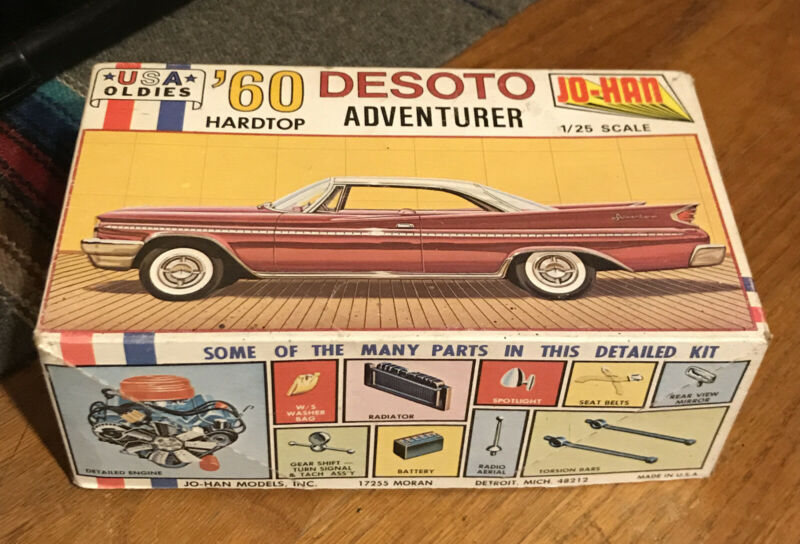 USA
OLDIES
'60
HARDTOP
DESOTO
ADVENTURER
JO-HAN
1/25 SCALE
Adventurer
SOME OF THE MANY PARTS IN THIS DETAILED KIT
DETAILED ENGINE
W/S
WASHER
BAG
RADIATOR
SPOTLIGHT
SEAT BELTS
REAR VIEW
MIRROR
GEAR SHIFT—
TURN SIGNAL
& TACH ASS'Y
BATTERY
RADIO
AERIAL
TORSION BARS
JO-HAN MODELS, INC. 17255 MORAN DETROIT, MICH. 48212 MADE IN U.S.A.